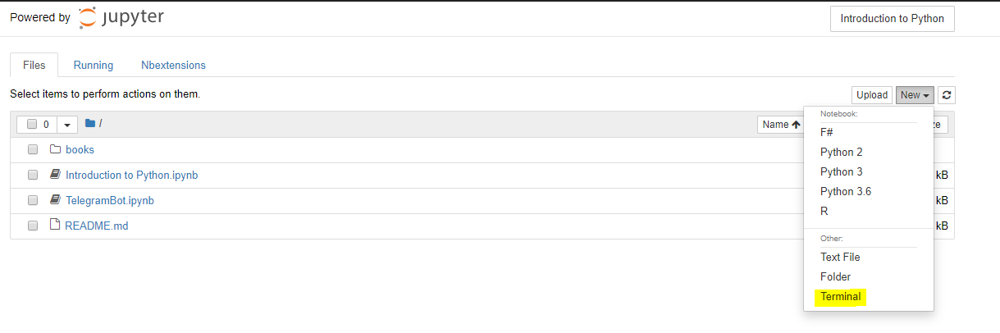 Powered by jupyter
Introduction to Python
Files Running Nbextensions
Select items to perform actions on them.
Upload New
0 / Name ze
Notebook:
F#
Python 2
Python 3
Python 3.6
R
Other:
Text File
Folder
Terminal
books
Introduction to Python.ipynb kB
TelegramBot.ipynb kB
README.md kB